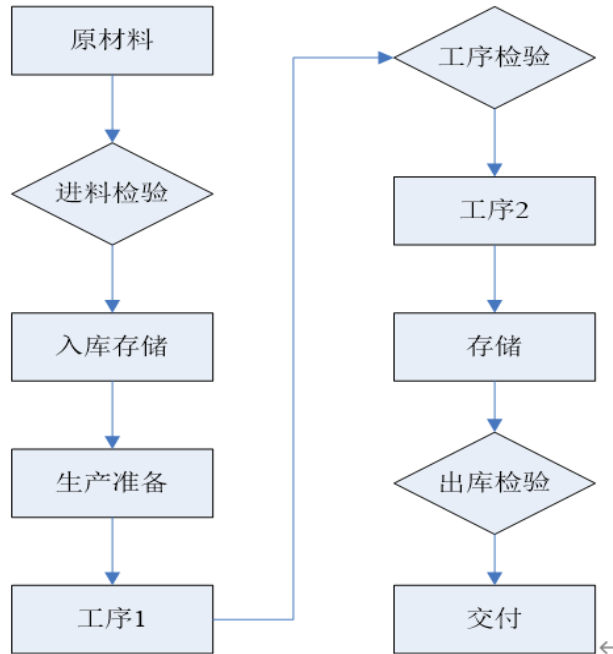 原材料
进料检验
入库存储
生产准备
工序1
工序检验
工序2
存储
出库检验
交付